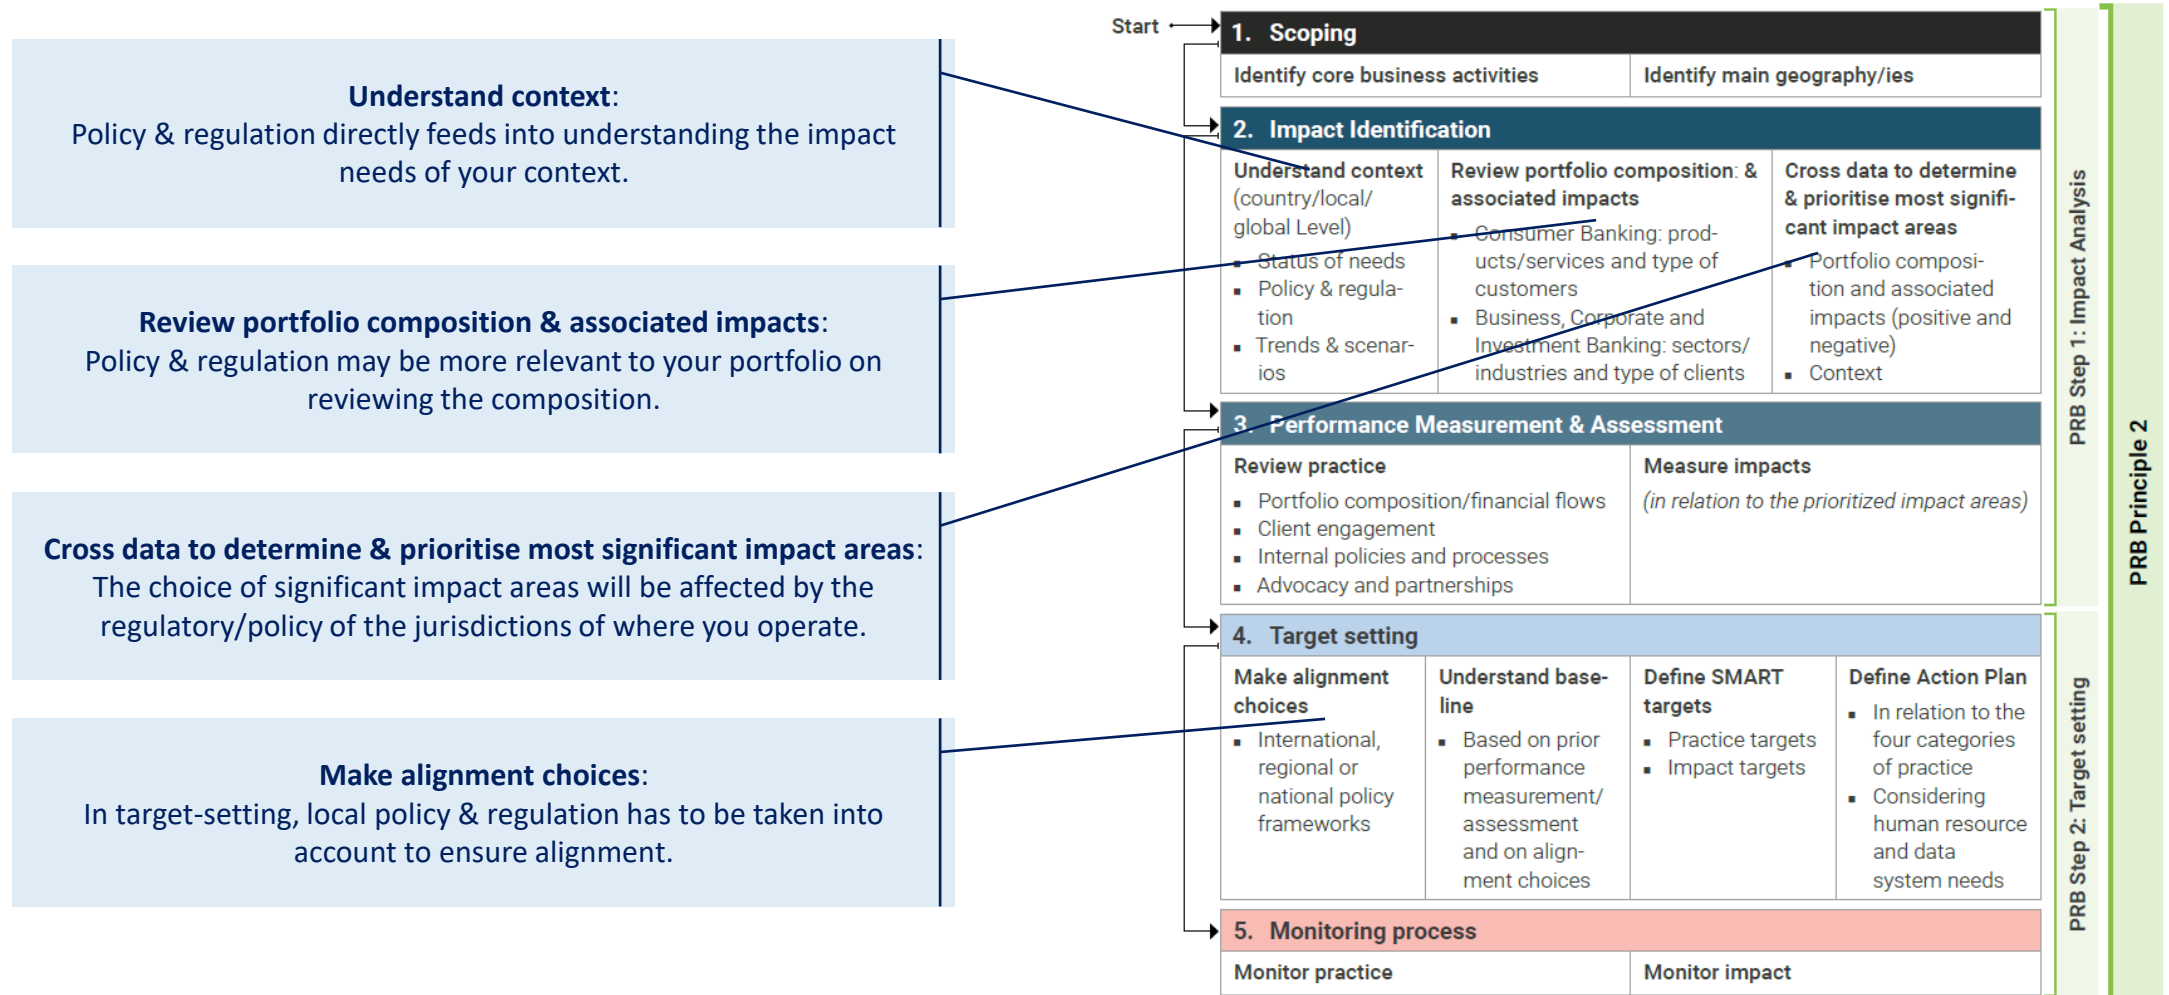 Understand context:
Policy & regulation directly feeds into understanding the impact
needs of your context.
Review portfolio composition & associated impacts:
Policy & regulation may be more relevant to your portfolio on
reviewing the composition.
Cross data to determine & prioritise most significant impact areas:
The choice of significant impact areas will be affected by the
regulatory/policy of the jurisdictions of where you operate.
Make alignment choices:
In target-setting, local policy & regulation has to be taken into
account to ensure alignment.
Start
1. Scoping
Identify core business activities
Identify main geography/ies
2. Impact Identification
Understand context
(country/local/
global Level)
▪ Status of needs
▪ Policy & regula-
tion
▪ Trends & scenar-
ios
Review portfolio composition: &
associated impacts
▪ Consumer Banking: prod-
ucts/services and type of
customers
▪ Business, Corporate and
Investment Banking: sectors/
industries and type of clients
Cross data to determine
& prioritise most signifi-
cant impact areas
▪ Portfolio composi-
tion and associated
impacts (positive and
negative)
▪ Context
3. Performance Measurement & Assessment
Review practice
▪ Portfolio composition/financial flows
▪ Client engagement
▪ Internal policies and processes
▪ Advocacy and partnerships
Measure impacts
(in relation to the prioritized impact areas)
4. Target setting
Make alignment
choices
▪ International,
regional or
national policy
frameworks
Understand base-
line
▪ Based on prior
performance
measurement/
assessment
and on align-
ment choices
Define SMART
targets
▪ Practice targets
▪ Impact targets
Define Action Plan
▪ In relation to the
four categories
of practice
▪ Considering
human resource
and data
system needs
5. Monitoring process
Monitor practice
Monitor impact
PRB Step 1: Impact Analysis
PRB Step 2: Target setting
PRB Principle 2